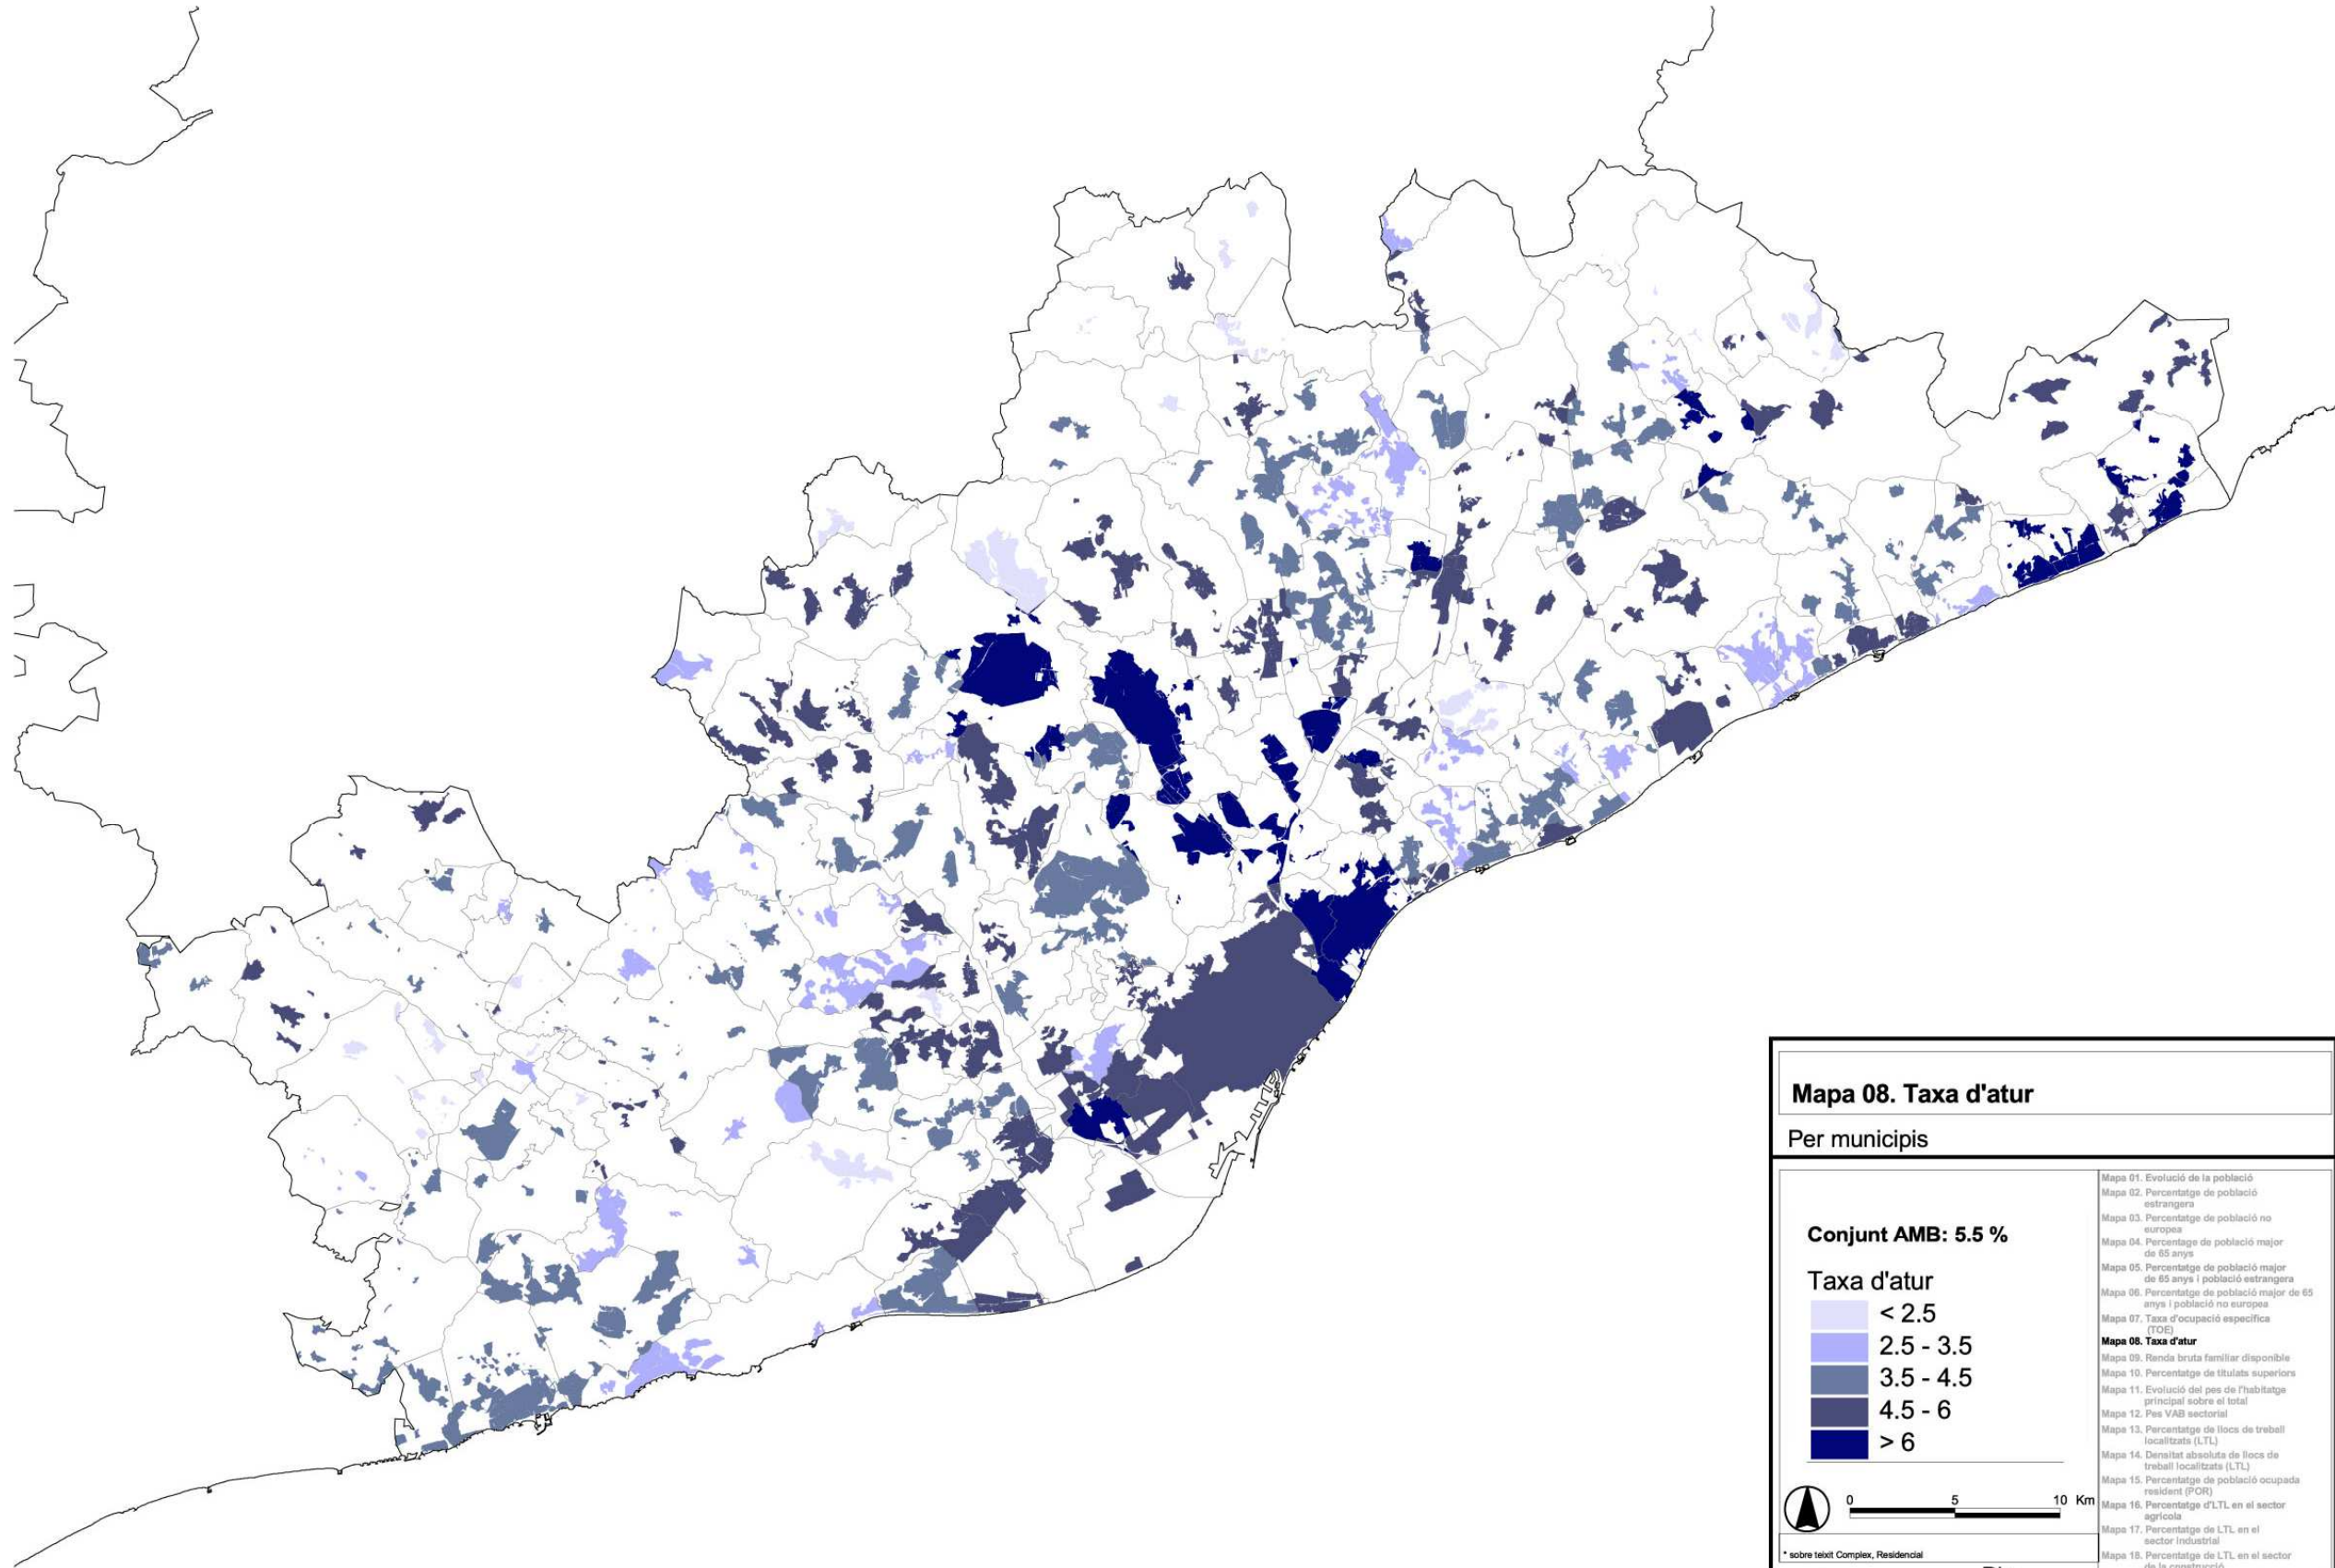 Mapa 08. Taxa d'atur
Per municipis
Conjunt AMB: 5.5 %
Taxa d'atur
< 2.5
2.5 - 3.5
3.5 - 4.5
4.5 - 6
> 6
0 5 10 Km
* sobre teixit Complex, Residencial
Mapa 01. Evolució de la població
Mapa 02. Percentatge de població
estrangera
Mapa 03. Percentatge de població no
europea
Mapa 04. Percentage de població major
de 65 anys
Mapa 05. Percentatge de població major
de 65 anys i població estrangera
Mapa 06. Percentatge de població major de 65
anys i població no europea
Mapa 07. Taxa d'ocupació específica
(TOE)
Mapa 08. Taxa d'atur
Mapa 09. Renda bruta familiar disponible
Mapa 10. Percentatge de titulats superiors
Mapa 11. Evolució del pes de l'habitatge
principal sobre el total
Mapa 12. Pes VAB sectorial
Mapa 13. Percentatge de llocs de treball
localitzats (LTL)
Mapa 14. Densitat absoluta de llocs de
treball localitzats (LTL)
Mapa 15. Percentatge de població ocupada
resident (POR)
Mapa 16. Percentatge d'LTL en el sector
agrícola
Mapa 17. Percentatge de LTL en el
sector industrial
Mapa 18. Percentatge de LTL en el sector
de la construcció